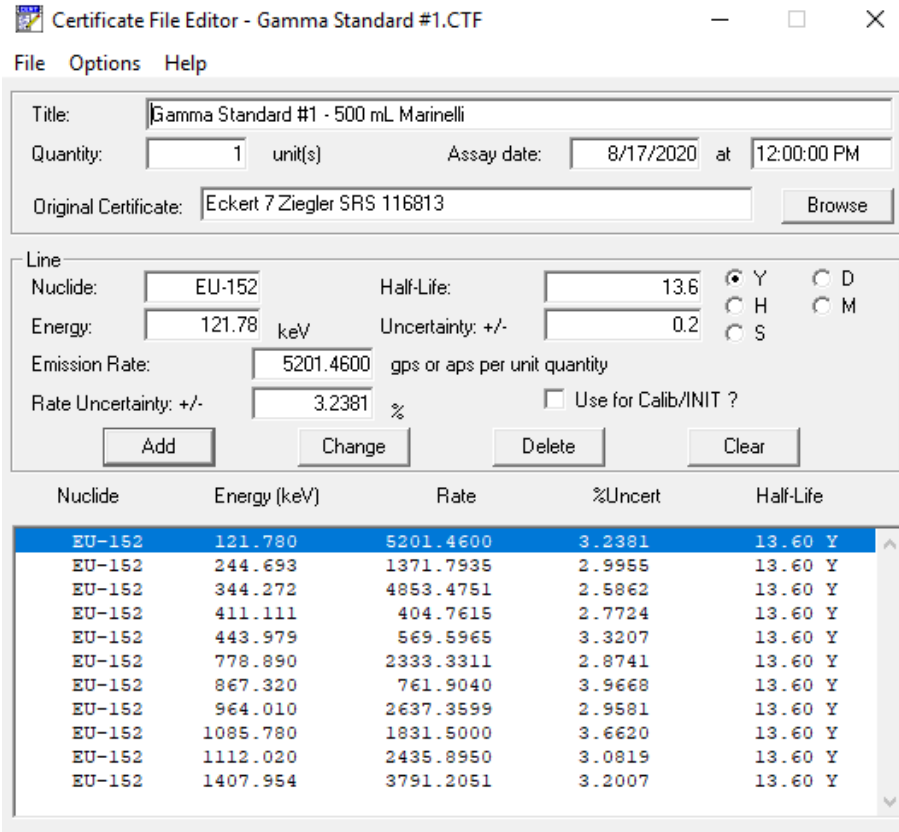 Certificate File Editor - Gamma Standard #1.CTF
File Options Help
Title: Gamma Standard #1 - 500 mL Marinelli
Quantity: 1 unit(s) Assay date: 8/17/2020 at 12:00:00 PM
Original Certificate: Eckert 7 Ziegler SRS 116813 Browse
Line
Nuclide: EU-152 Half-Life: 13.6 Y D
H M
Energy: 121.78 keV Uncertainty: +/- 0.2 S
Emission Rate: 5201.4600 gps or aps per unit quantity
Rate Uncertainty: +/- 3.2381 % Use for Calib/INIT ?
Add Change Delete Clear
Nuclide Energy (keV) Rate %Uncert Half-Life
EU-152 121.780 5201.4600 3.2381 13.60 Y
EU-152 244.693 1371.7935 2.9955 13.60 Y
EU-152 344.272 4853.4751 2.5862 13.60 Y
EU-152 411.111 404.7615 2.7724 13.60 Y
EU-152 443.979 569.5965 3.3207 13.60 Y
EU-152 778.890 2333.3311 2.8741 13.60 Y
EU-152 867.320 761.9040 3.9668 13.60 Y
EU-152 964.010 2637.3599 2.9581 13.60 Y
EU-152 1085.780 1831.5000 3.6620 13.60 Y
EU-152 1112.020 2435.8950 3.0819 13.60 Y
EU-152 1407.954 3791.2051 3.2007 13.60 Y